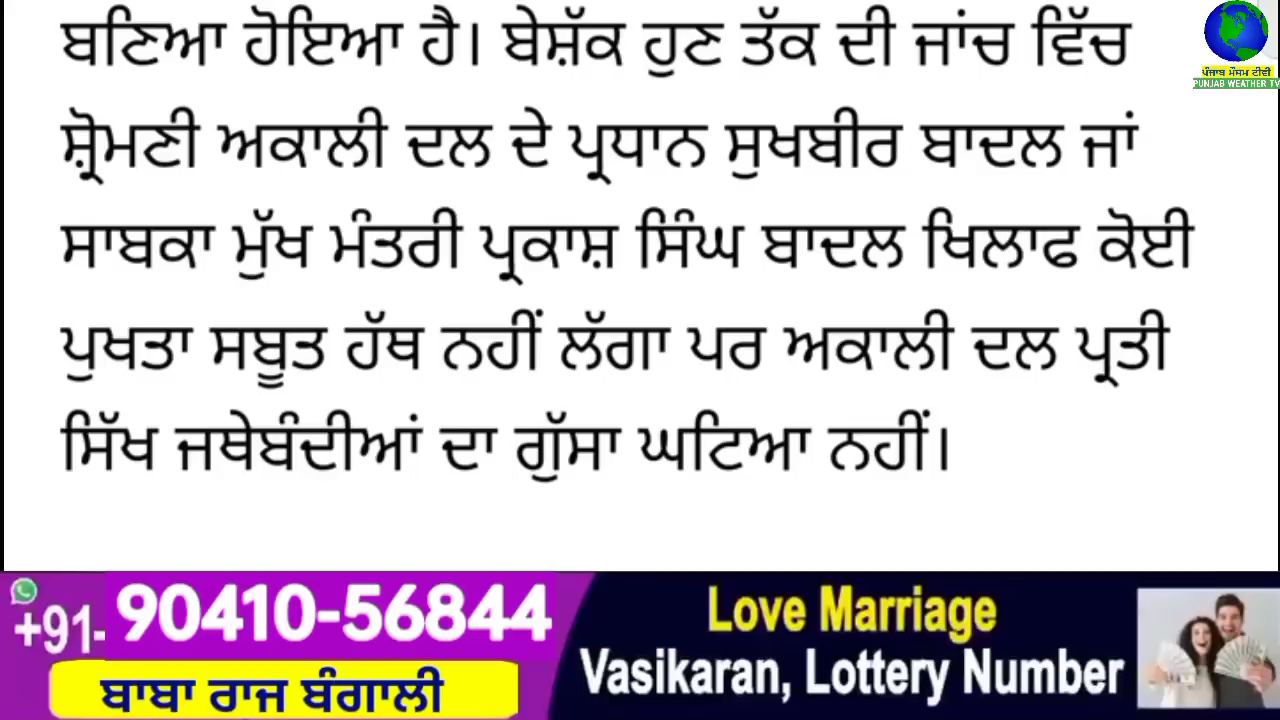 ਬਣਿਆ ਹੋਇਆ ਹੈ। ਬੇਸ਼ੱਕ ਹੁਣ ਤੱਕ ਦੀ ਜਾਂਚ ਵਿੱਚ
ਸ਼੍ਰੋਮਣੀ ਅਕਾਲੀ ਦਲ ਦੇ ਪ੍ਰਧਾਨ ਸੁਖਬੀਰ ਬਾਦਲ ਜਾਂ
ਸਾਬਕਾ ਮੁੱਖ ਮੰਤਰੀ ਪ੍ਰਕਾਸ਼ ਸਿੰਘ ਬਾਦਲ ਖਿਲਾਫ ਕੋਈ
ਪੁਖਤਾ ਸਬੂਤ ਹੱਥ ਨਹੀਂ ਲੱਗਾ ਪਰ ਅਕਾਲੀ ਦਲ ਪ੍ਰਤੀ
ਸਿੱਖ ਜਥੇਬੰਦੀਆਂ ਦਾ ਗੁੱਸਾ ਘਟਿਆ ਨਹੀਂ।
ਪੰਜਾਬ ਮੌਸਮ ਟੀਵੀ
PUNJAB WEATHER TV
+91-90410-56844
ਬਾਬਾ ਰਾਜ ਬੰਗਾਲੀ
Love Marriage
Vasikaran, Lottery Number